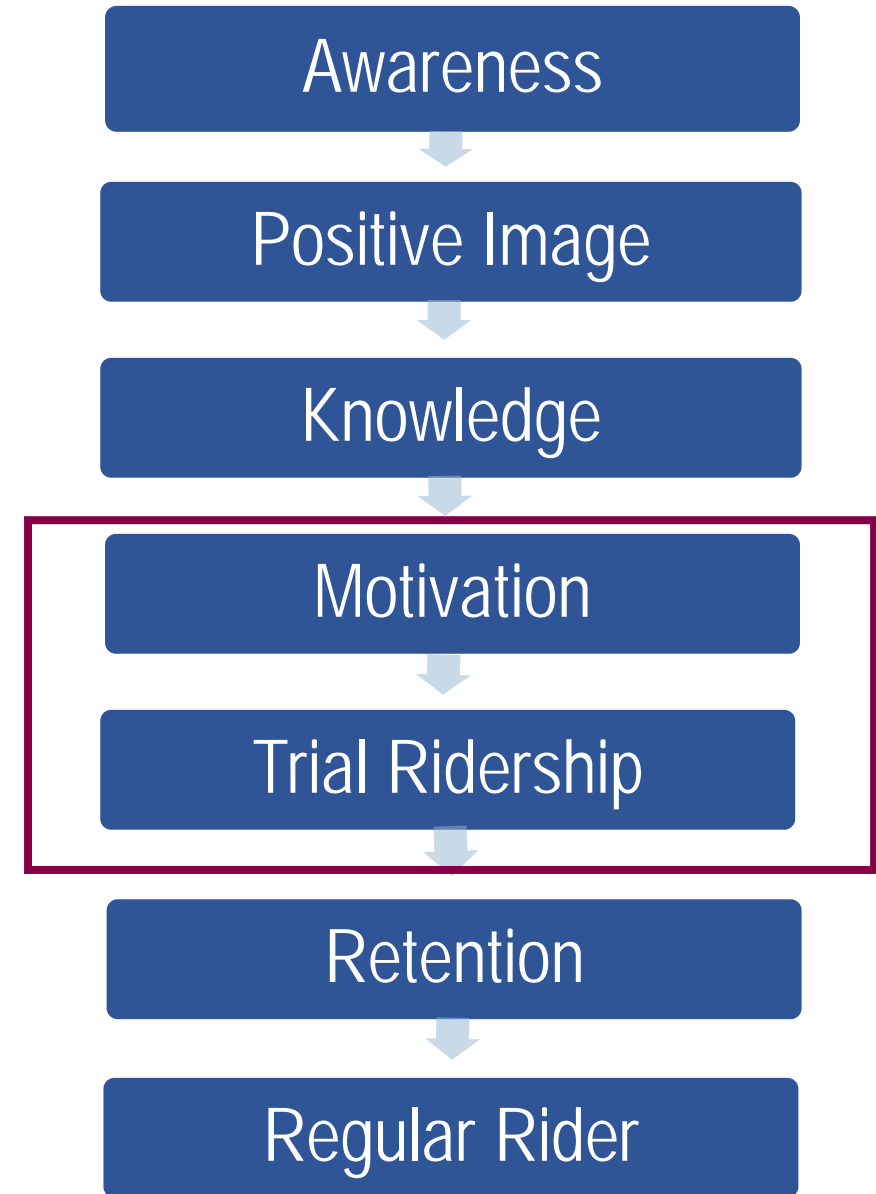 Awareness
Positive Image
Knowledge
Motivation
Trial Ridership
Retention
Regular Rider